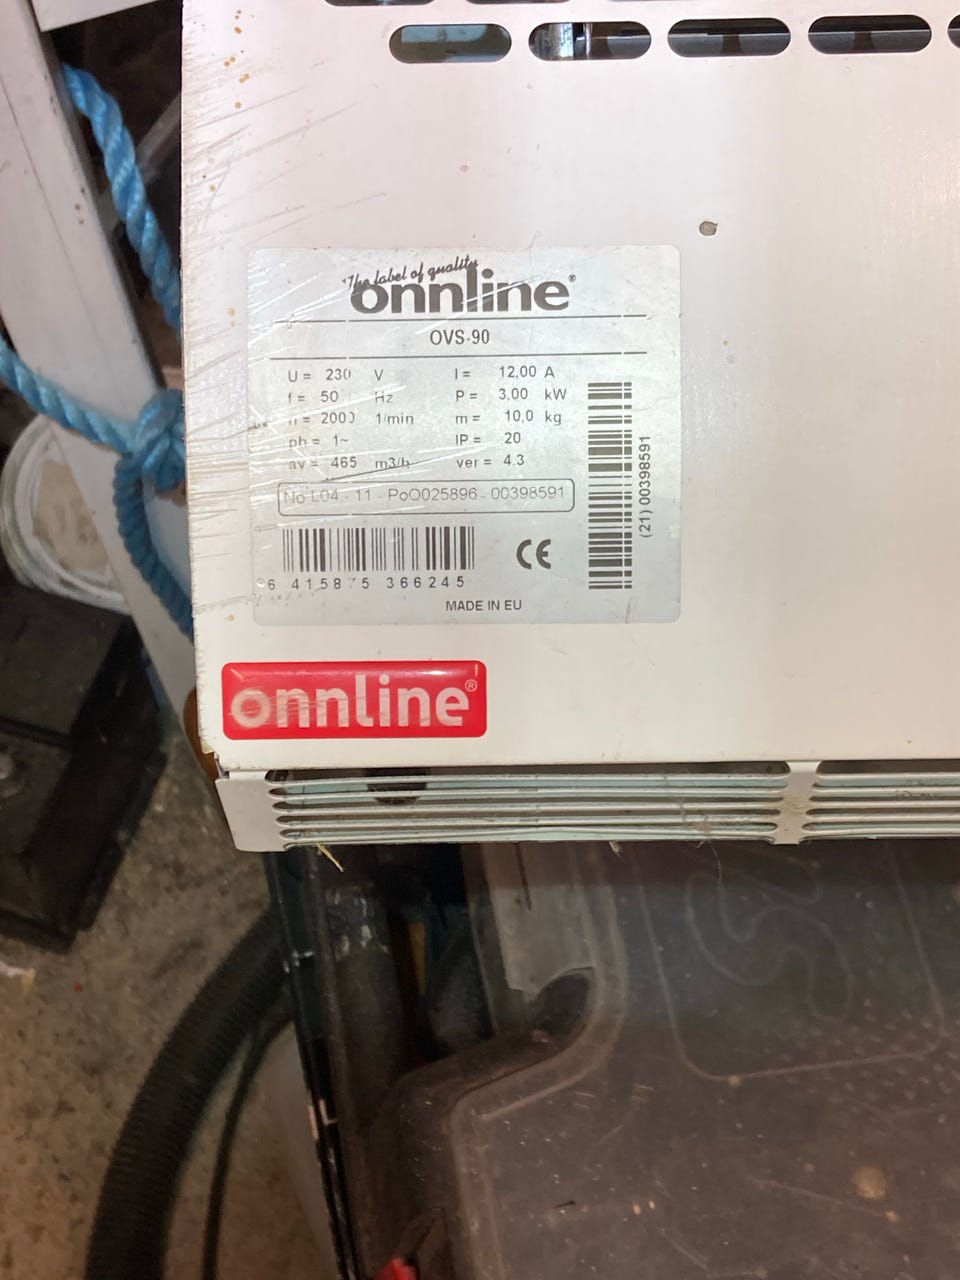 "The label of quality
onnline®
OVS-90
U = 230 V I = 12,00 A
f = 50 Hz P = 3,00 kW
n = 2000 1/min m = 10,0 kg
ph = 1~ IP = 20
av = 465 m3/h ver = 4.3
No L04 - 11 - PoO025896 - 00398591
(21) 00398591
6 415875 366245
CE
MADE IN EU
onnline®